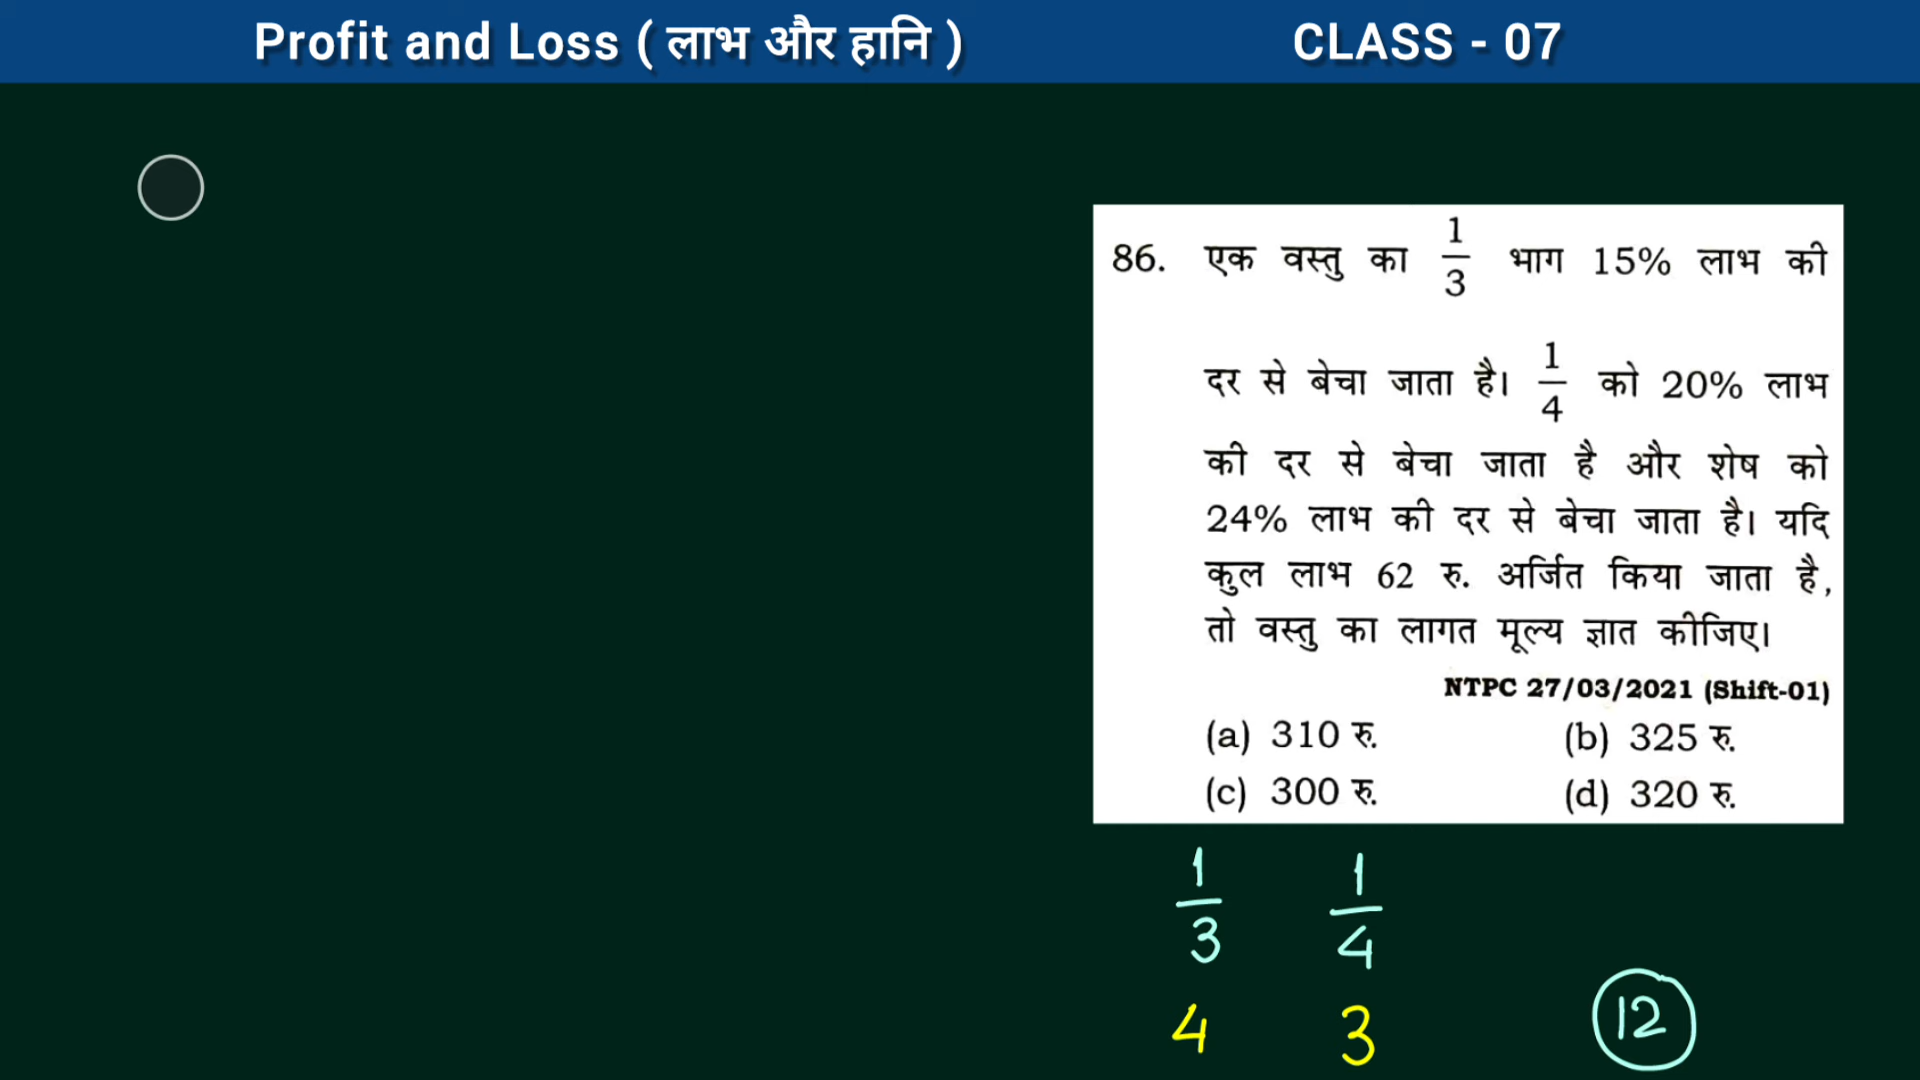 Profit and Loss ( लाभ और हानि ) CLASS - 07
86. एक वस्तु का 1/3 भाग 15% लाभ की
दर से बेचा जाता है। 1/4 को 20% लाभ
की दर से बेचा जाता है और शेष को
24% लाभ की दर से बेचा जाता है। यदि
कुल लाभ 62 रु. अर्जित किया जाता है,
तो वस्तु का लागत मूल्य ज्ञात कीजिए।
NTPC 27/03/2021 (Shift-01)
(a) 310 रु. (b) 325 रु.
(c) 300 रु. (d) 320 रु.
1/3 1/4
4 3 12